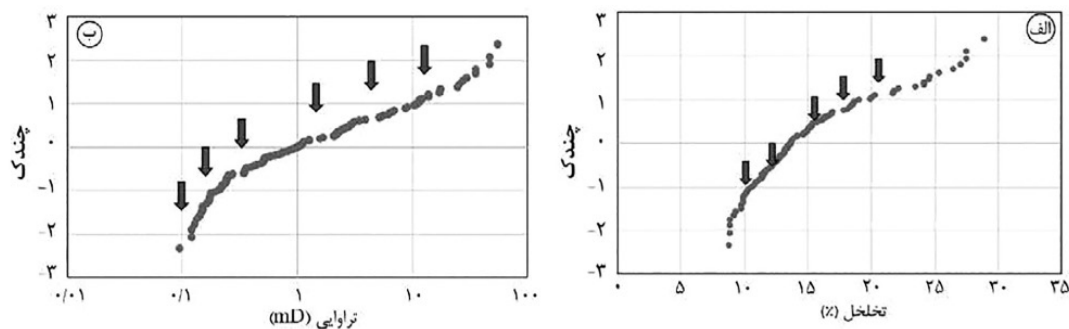 الف
۳
۲
۱
۰
-۱
-۲
-۳
چندک
۰ ۵ ۱۰ ۱۵ ۲۰ ۲۵ ۳۰ ۳۵
تخلخل (٪)
ب
۳
۲
۱
۰
-۱
-۲
-۳
چندک
۰/۰۱ ۰/۱ ۱ ۱۰ ۱۰۰
تراوایی (mD)